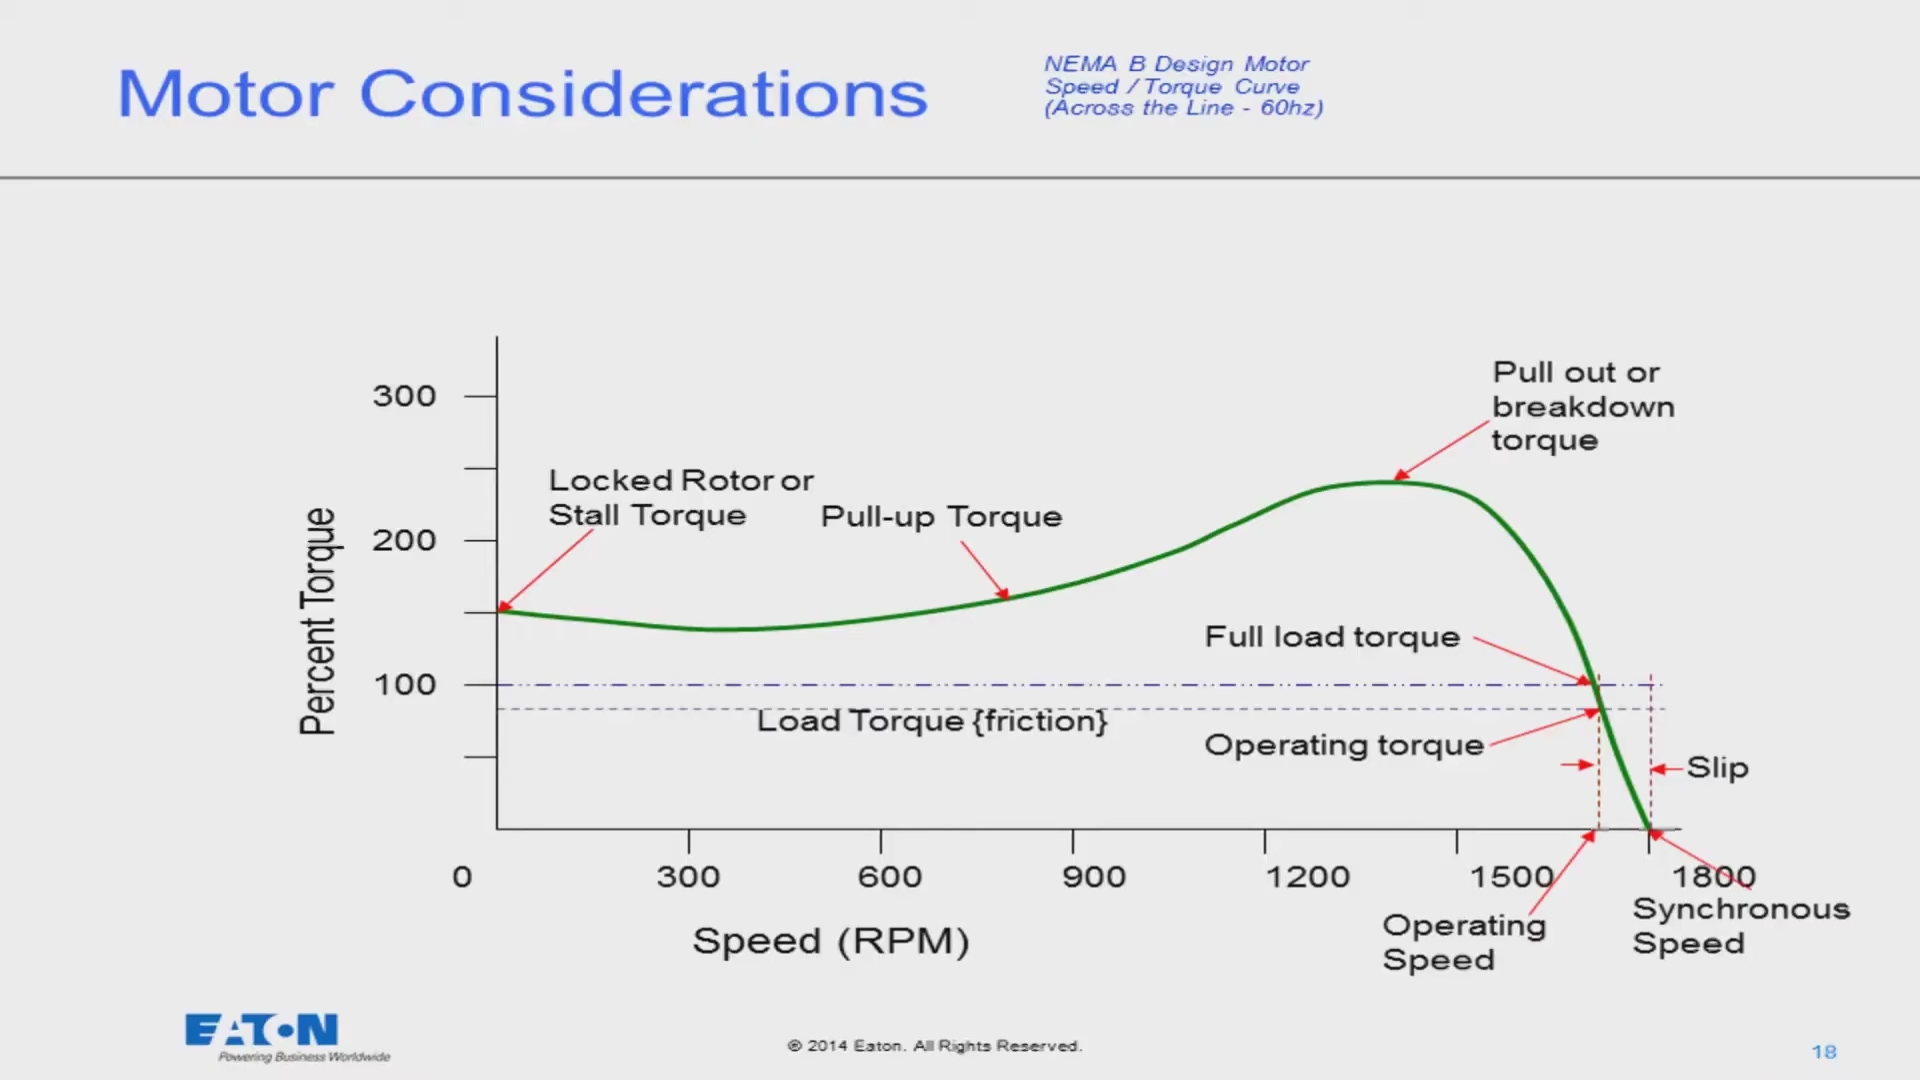 Motor Considerations
NEMA B Design Motor
Speed / Torque Curve
(Across the Line - 60hz)
Pull out or
breakdown
torque
300
Locked Rotor or
Stall Torque
Pull-up Torque
200
Percent Torque
Full load torque
100
Load Torque {friction}
Operating torque
Slip
0
300
600
900
1200
1500
1800
Operating
Speed
Synchronous
Speed
Speed (RPM)
EATON
Powering Business Worldwide
© 2014 Eaton. All Rights Reserved.
18